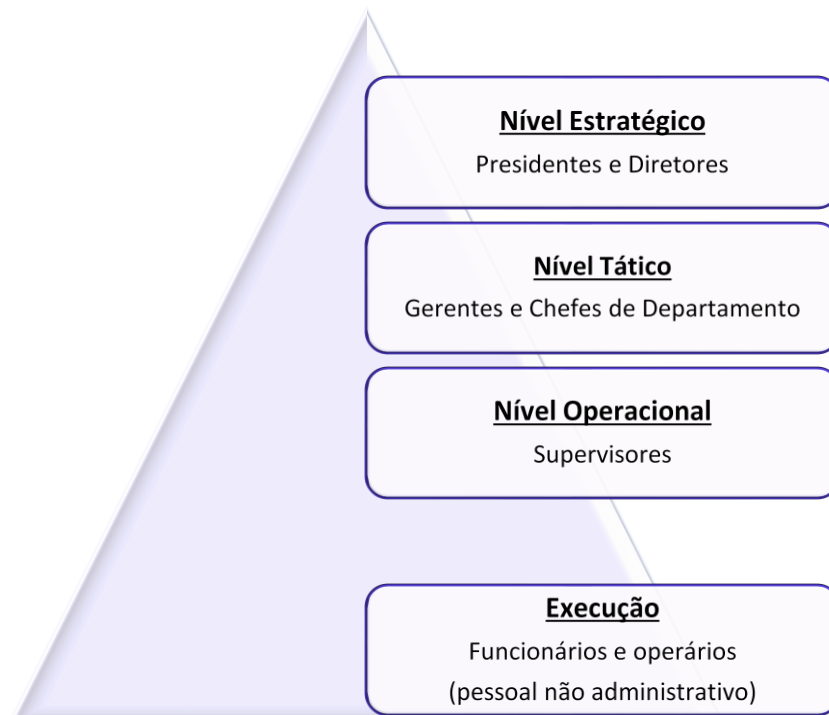 Nível Estratégico
Presidentes e Diretores
Nível Tático
Gerentes e Chefes de Departamento
Nível Operacional
Supervisores
Execução
Funcionários e operários
(pessoal não administrativo)